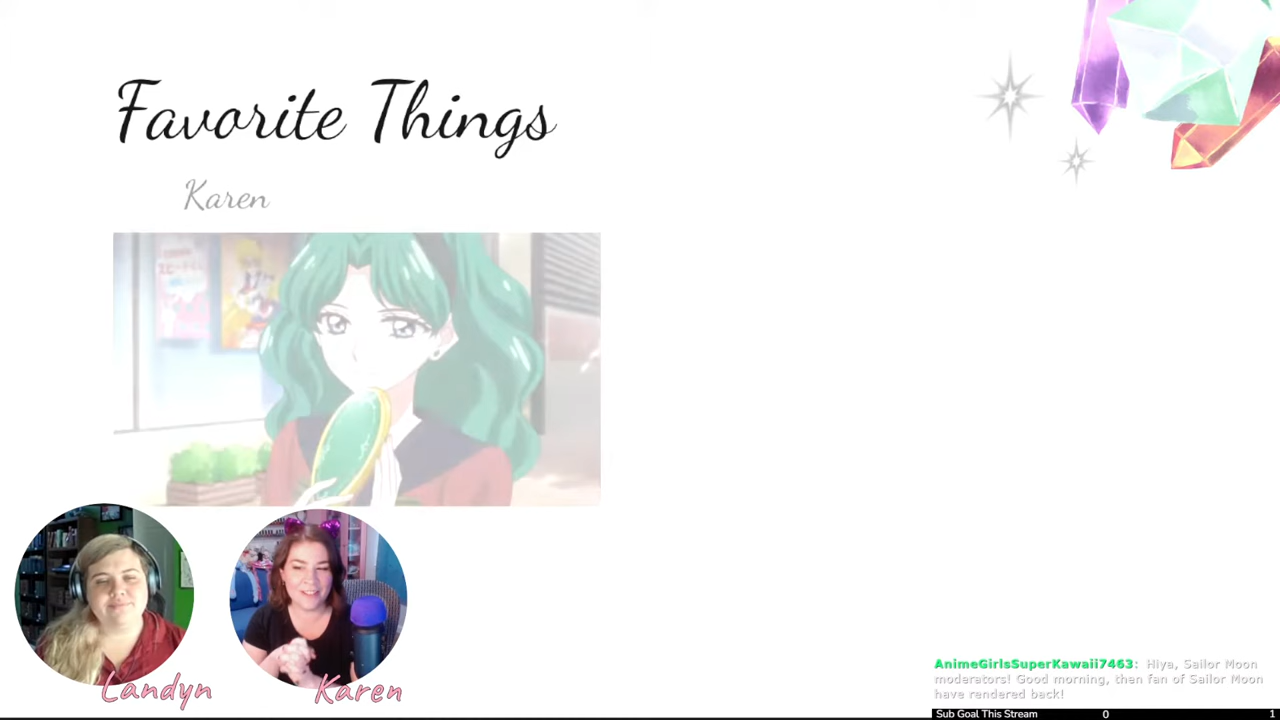 Favorite Things
Karen
Landyn
Karen
AnimeGirlsSuperKawaii7463: Hiya, Sailor Moon
moderators! Good morning, then fan of Sailor Moon
have rendered back!
Sub Goal This Stream 0 1